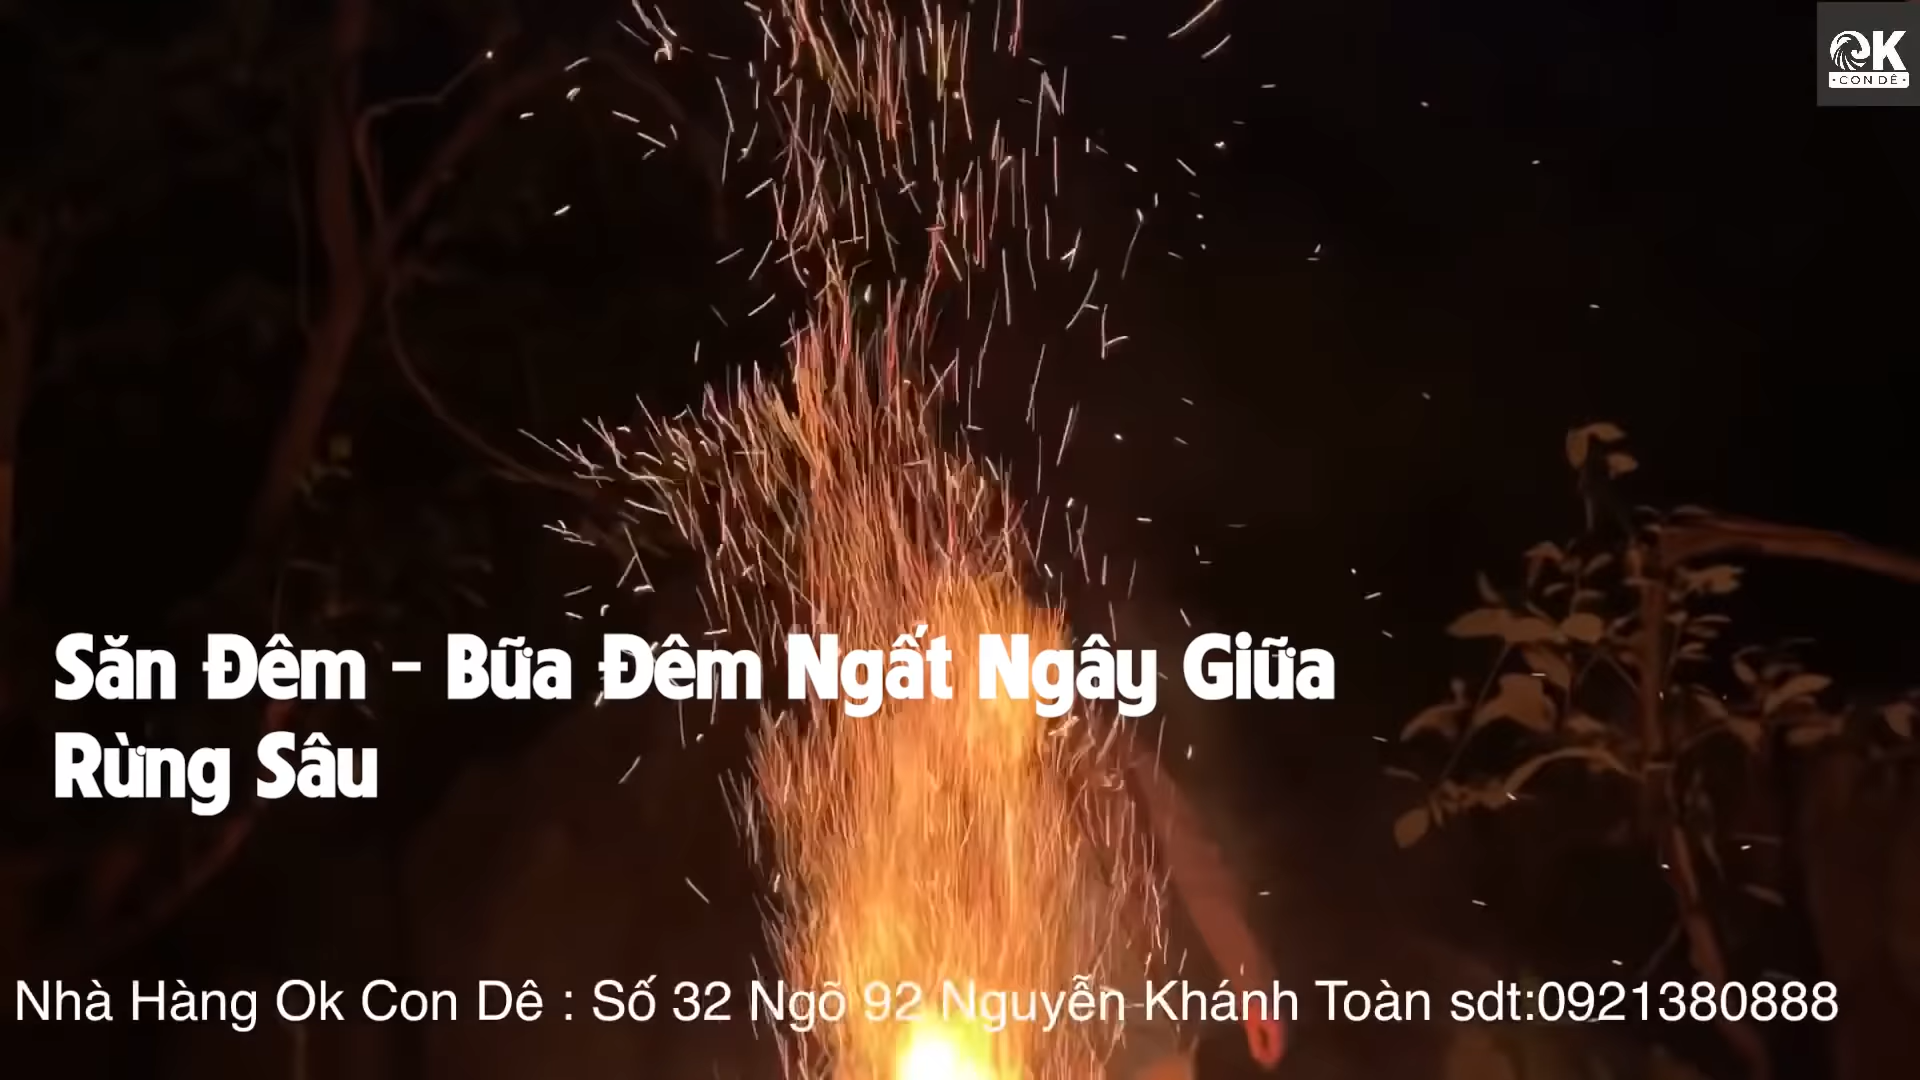 OK
·CON DÊ·
Săn Đêm - Bữa Đêm Ngất Ngây Giữa
Rừng Sâu
Nhà Hàng Ok Con Dê : Số 32 Ngõ 92 Nguyễn Khánh Toàn sdt:0921380888